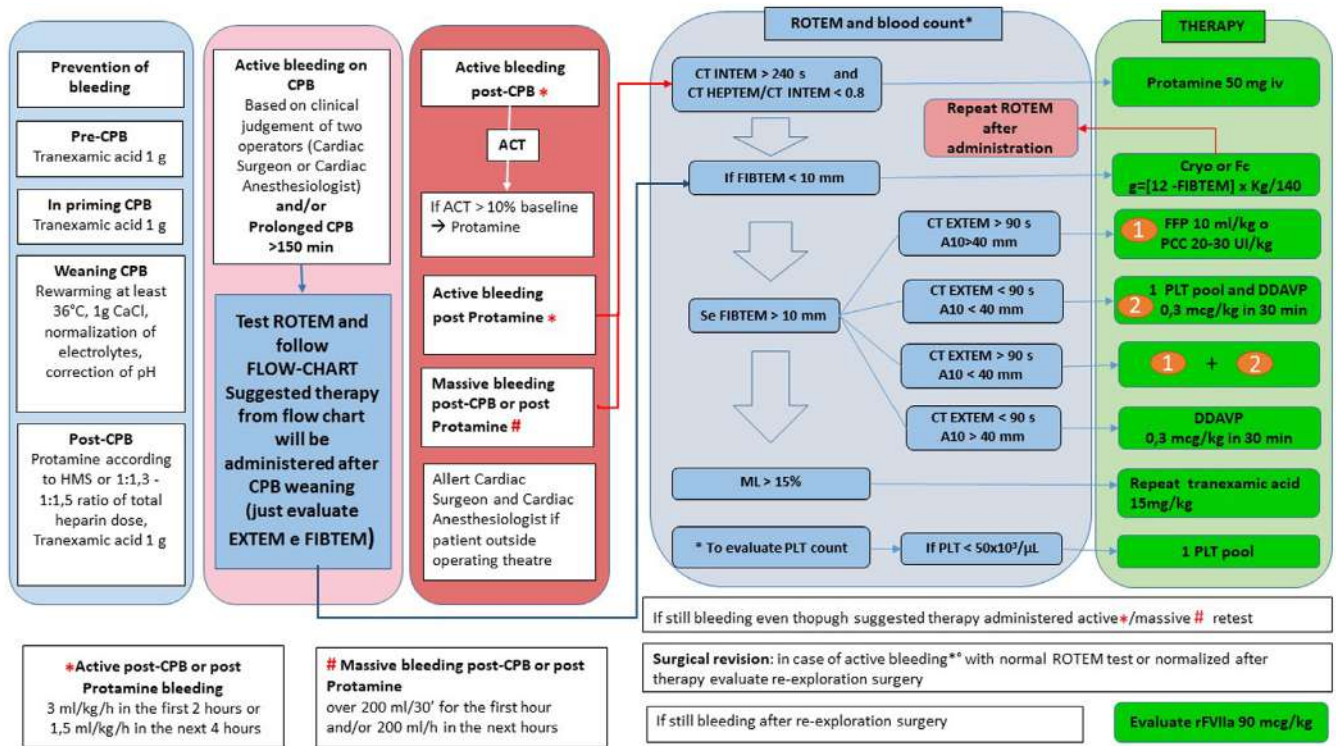 Prevention of
bleeding
Pre-CPB
Tranexamic acid 1 g
In priming CPB
Tranexamic acid 1 g
Weaning CPB
Rewarming at least
36°C, 1g CaCl,
normalization of
electrolytes,
correction of pH
Post-CPB
Protamine according
to HMS or 1:1,3 -
1:1,5 ratio of total
heparin dose,
Tranexamic acid 1 g
Active bleeding on
CPB
Based on clinical
judgement of two
operators (Cardiac
Surgeon or Cardiac
Anesthesiologist)
and/or
Prolonged CPB
>150 min
Test ROTEM and
follow
FLOW-CHART
Suggested therapy
from flow chart
will be
administered after
CPB weaning
(just evaluate
EXTEM e FIBTEM)
Active bleeding
post-CPB *
ACT
If ACT > 10% baseline
→ Protamine
Active bleeding
post Protamine *
Massive bleeding
post-CPB or post
Protamine #
Allert Cardiac
Surgeon and Cardiac
Anesthesiologist if
patient outside
operating theatre
ROTEM and blood count*
CT INTEM > 240 s and
CT HEPTEM/CT INTEM < 0.8
If FIBTEM < 10 mm
Se FIBTEM > 10 mm
CT EXTEM > 90 s
A10>40 mm
CT EXTEM < 90 s
A10 < 40 mm
CT EXTEM > 90 s
A10 < 40 mm
CT EXTEM < 90 s
A10 > 40 mm
ML > 15%
* To evaluate PLT count
If PLT < 50x10³/µL
THERAPY
Protamine 50 mg iv
Repeat ROTEM
after
administration
Cryo or Fc
g=[12 -FIBTEM] x Kg/140
1 FFP 10 ml/kg o
PCC 20-30 UI/kg
1 PLT pool and DDAVP
2 0,3 mcg/kg in 30 min
1 + 2
DDAVP
0,3 mcg/kg in 30 min
Repeat tranexamic acid
15mg/kg
1 PLT pool
If still bleeding even thopugh suggested therapy administered active*/massive # retest
*Active post-CPB or post
Protamine bleeding
3 ml/kg/h in the first 2 hours or
1,5 ml/kg/h in the next 4 hours
# Massive bleeding post-CPB or post
Protamine
over 200 ml/30' for the first hour
and/or 200 ml/h in the next hours
Surgical revision: in case of active bleeding*° with normal ROTEM test or normalized after
therapy evaluate re-exploration surgery
If still bleeding after re-exploration surgery
Evaluate rFVIIa 90 mcg/kg